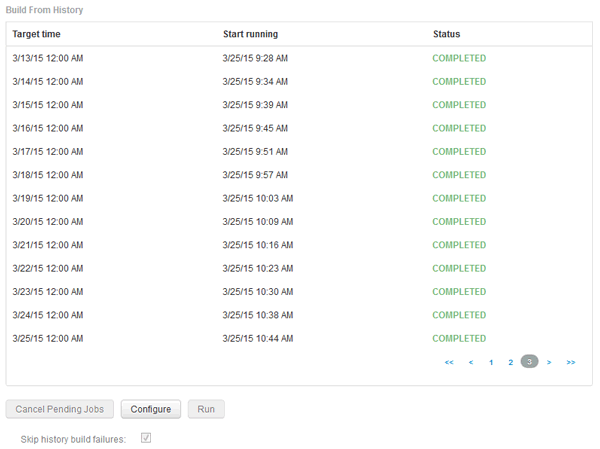 Build From History
Target time Start running Status
3/13/15 12:00 AM 3/25/15 9:28 AM COMPLETED
3/14/15 12:00 AM 3/25/15 9:34 AM COMPLETED
3/15/15 12:00 AM 3/25/15 9:39 AM COMPLETED
3/16/15 12:00 AM 3/25/15 9:45 AM COMPLETED
3/17/15 12:00 AM 3/25/15 9:51 AM COMPLETED
3/18/15 12:00 AM 3/25/15 9:57 AM COMPLETED
3/19/15 12:00 AM 3/25/15 10:03 AM COMPLETED
3/20/15 12:00 AM 3/25/15 10:09 AM COMPLETED
3/21/15 12:00 AM 3/25/15 10:16 AM COMPLETED
3/22/15 12:00 AM 3/25/15 10:23 AM COMPLETED
3/23/15 12:00 AM 3/25/15 10:30 AM COMPLETED
3/24/15 12:00 AM 3/25/15 10:38 AM COMPLETED
3/25/15 12:00 AM 3/25/15 10:44 AM COMPLETED
<< < 1 2 3 > >>
Cancel Pending Jobs Configure Run
Skip history build failures: